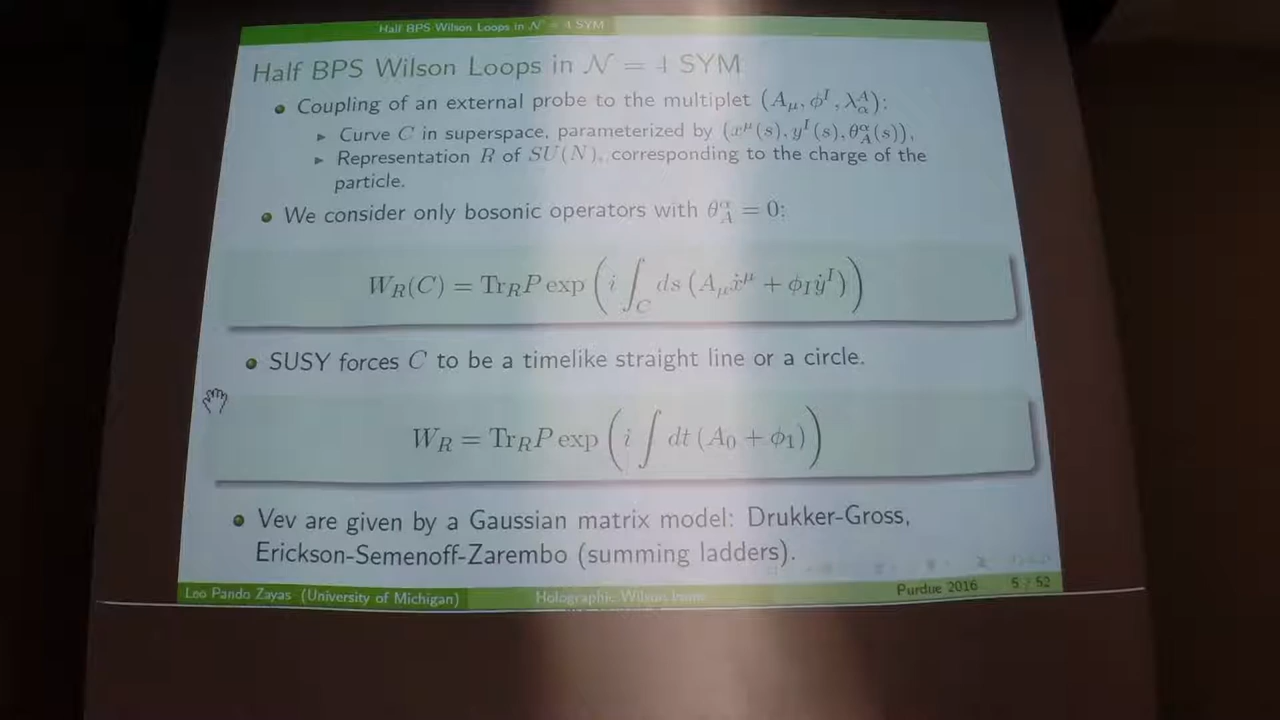 Half BPS Wilson Loops in 𝒩 = 4 SYM
Half BPS Wilson Loops in 𝒩 = 4 SYM
Coupling of an external probe to the multiplet (A_μ, ϕ^I, λ^A_α):
Curve C in superspace, parameterized by (x^μ(s), y^I(s), θ^α_A(s)),
Representation R of SU(N), corresponding to the charge of the
particle.
We consider only bosonic operators with θ^α_A = 0:
W_R(C) = Tr_R P exp (i ∫_C ds (A_μ ẋ^μ + ϕ_I ẏ^I))
SUSY forces C to be a timelike straight line or a circle.
W_R = Tr_R P exp (i ∫ dt (A_0 + ϕ_1))
Vev are given by a Gaussian matrix model: Drukker-Gross,
Erickson-Semenoff-Zarembo (summing ladders).
Leo Pando Zayas (University of Michigan) Holographic Wilson Loops Purdue 2016 5 / 52